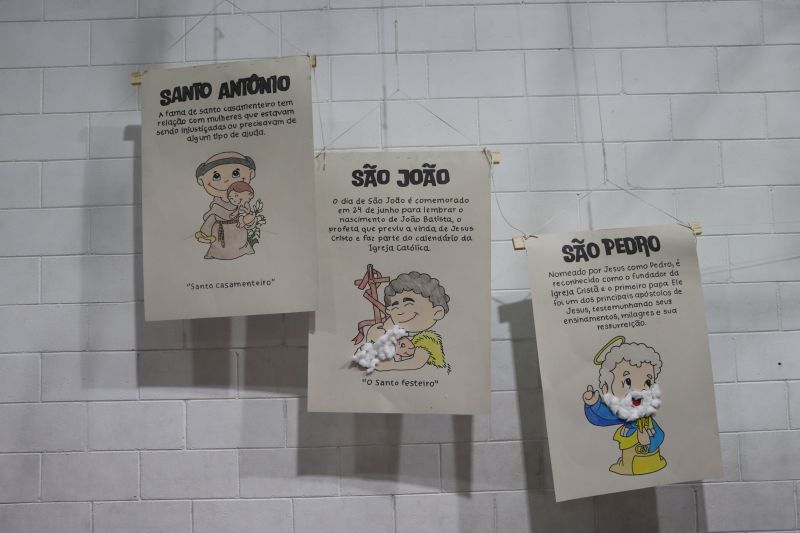 SANTO ANTÔNIO
A fama de santo casamenteiro tem
relação com mulheres que estavam
sendo injustiçadas ou precisavam de
algum tipo de ajuda.
"Santo casamenteiro"
SÃO JOÃO
O dia de São João é comemorado
em 24 de junho para lembrar o
nascimento de João Batista, o
profeta que previu a vinda de Jesus
Cristo e faz parte do calendário da
Igreja Católica.
"O Santo festeiro"
SÃO PEDRO
Nomeado por Jesus como Pedro, é
reconhecido como o fundador da
Igreja Cristã e o primeiro papa. Ele
foi um dos principais apóstolos de
Jesus, testemunhando seus
ensinamentos, milagres e sua
ressurreição.